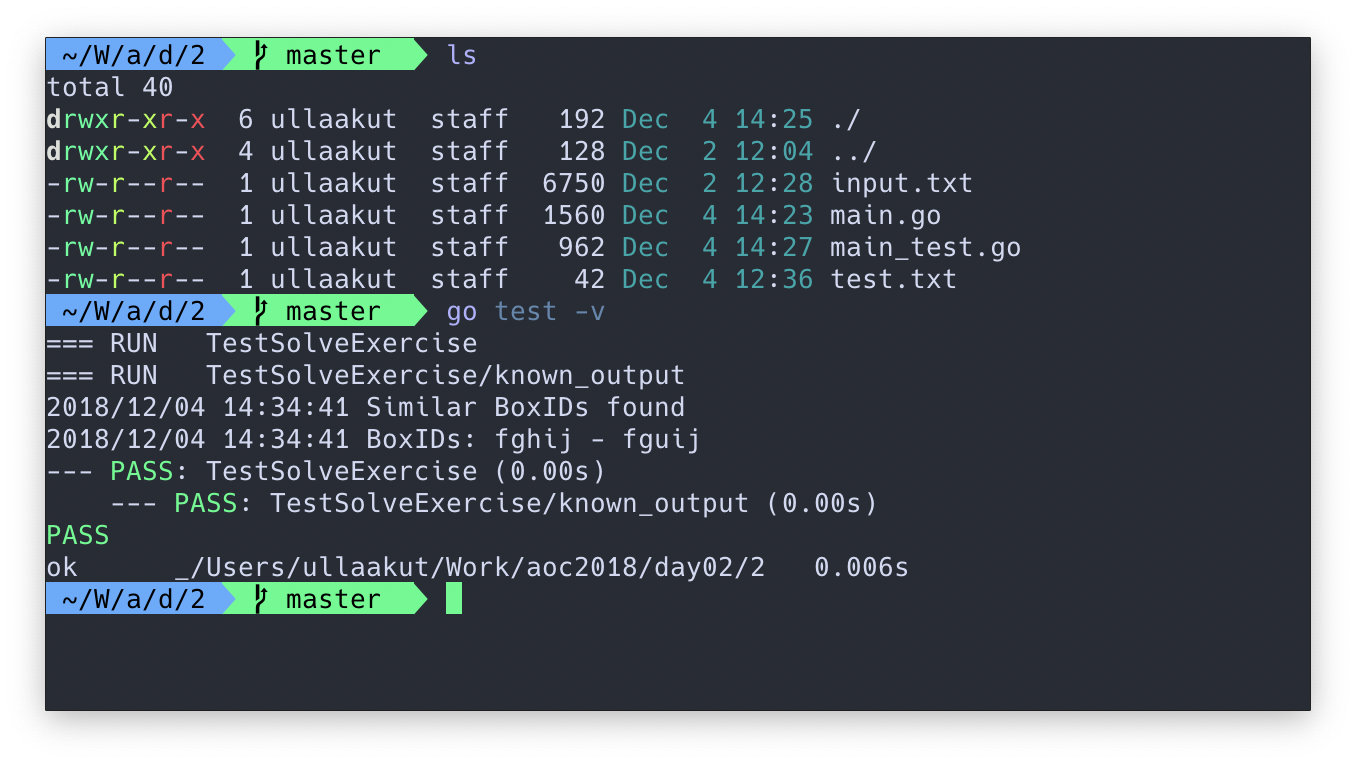 ~/W/a/d/2 master ls
total 40
drwxr-xr-x  6 ullaakut  staff   192 Dec  4 14:25 ./
drwxr-xr-x  4 ullaakut  staff   128 Dec  2 12:04 ../
-rw-r--r--  1 ullaakut  staff  6750 Dec  2 12:28 input.txt
-rw-r--r--  1 ullaakut  staff  1560 Dec  4 14:23 main.go
-rw-r--r--  1 ullaakut  staff   962 Dec  4 14:27 main_test.go
-rw-r--r--  1 ullaakut  staff    42 Dec  4 12:36 test.txt
~/W/a/d/2 master go test -v
=== RUN   TestSolveExercise
=== RUN   TestSolveExercise/known_output
2018/12/04 14:34:41 Similar BoxIDs found
2018/12/04 14:34:41 BoxIDs: fghij - fguij
--- PASS: TestSolveExercise (0.00s)
    --- PASS: TestSolveExercise/known_output (0.00s)
PASS
ok      _/Users/ullaakut/Work/aoc2018/day02/2   0.006s
~/W/a/d/2 master